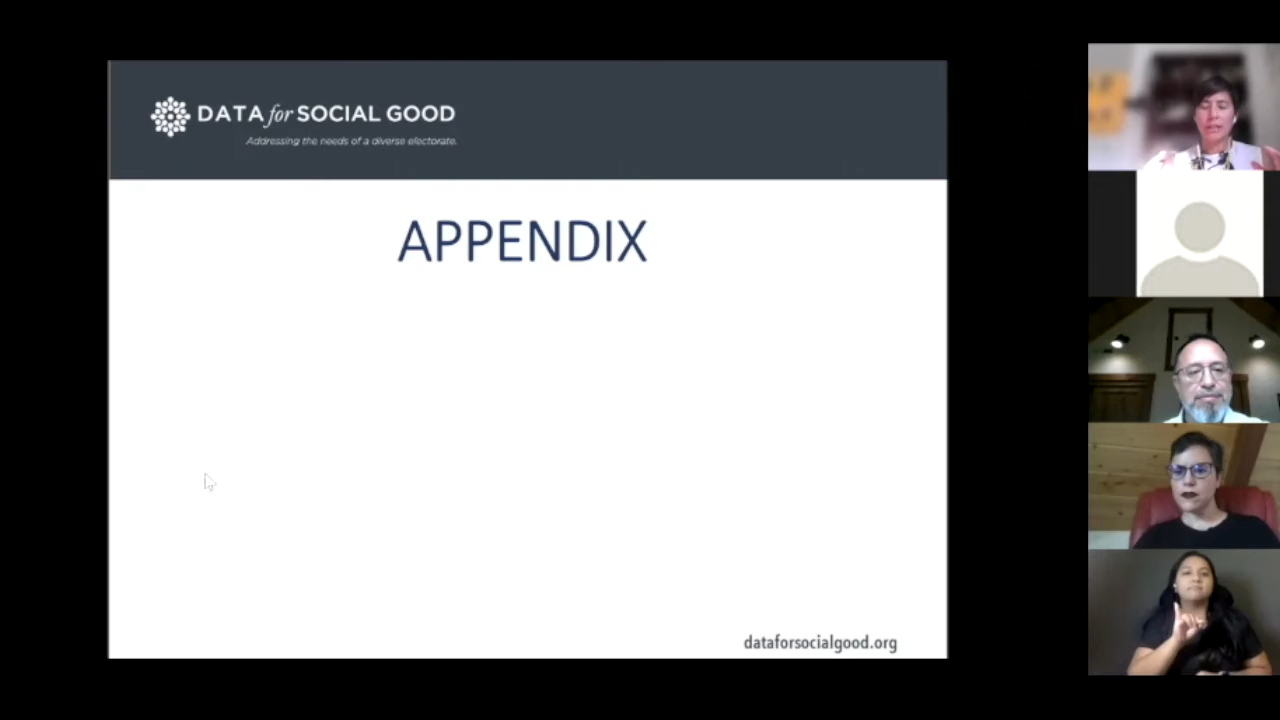 DATA for SOCIAL GOOD
Addressing the needs of a diverse electorate.
APPENDIX
dataforsocialgood.org